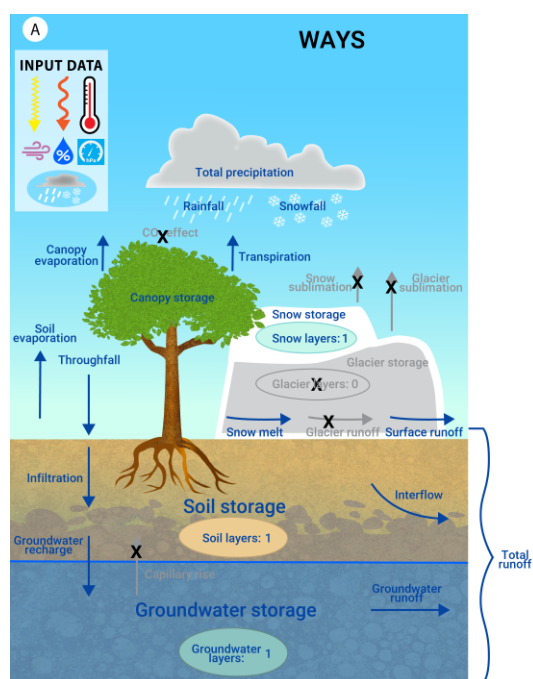 A
WAYS
INPUT DATA
%
hPa
Total precipitation
Rainfall
Snowfall
CO₂ effect
Canopy
evaporation
Transpiration
Snow
sublimation
Glacier
sublimation
Canopy storage
Snow storage
Snow layers: 1
Soil
evaporation
Throughfall
Glacier storage
Glacier layers: 0
Snow melt
Glacier runoff
Surface runoff
Infiltration
Soil storage
Interflow
Soil layers: 1
Groundwater
recharge
Total
runoff
Capillary rise
Groundwater storage
Groundwater
runoff
Groundwater
layers: 1